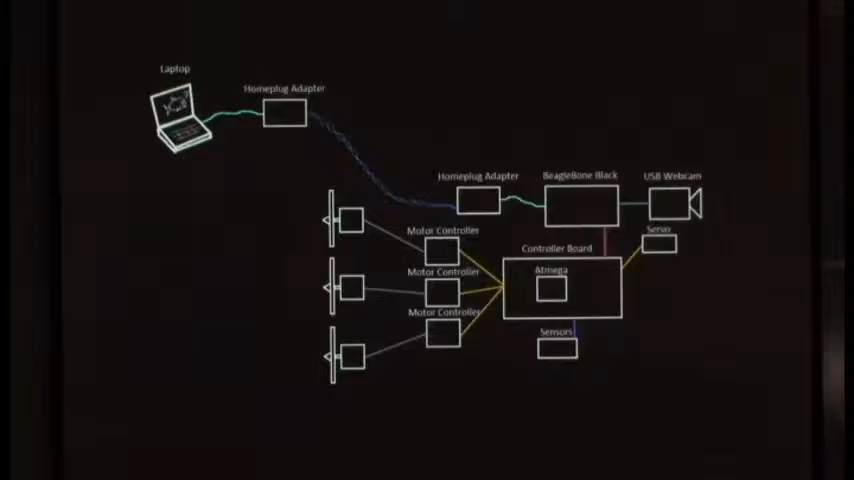 Laptop
Homeplug Adapter
Homeplug Adapter
BeagleBone Black
USB Webcam
Motor Controller
Servo
Controller Board
Motor Controller
Atmega
Motor Controller
Sensors